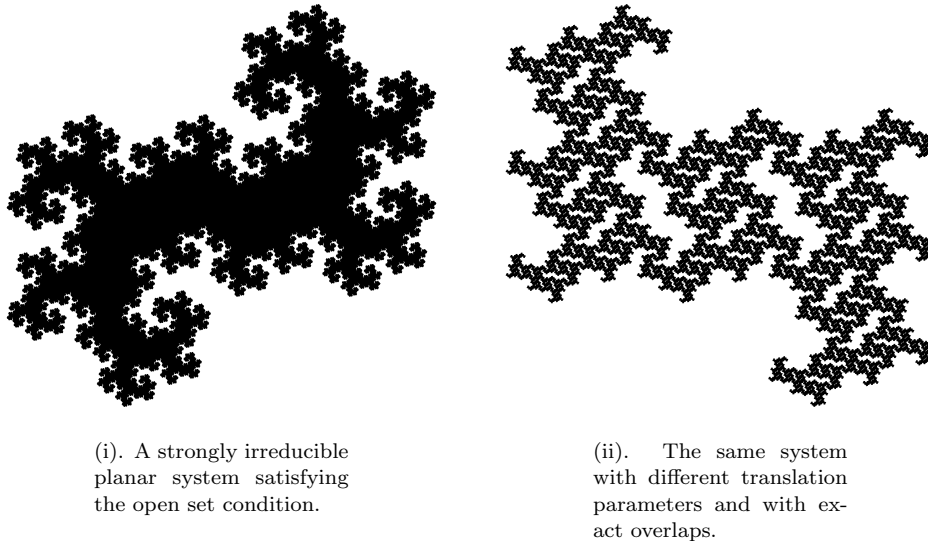 (i). A strongly irreducible
planar system satisfying
the open set condition.
(ii). The same system
with different translation
parameters and with ex-
act overlaps.